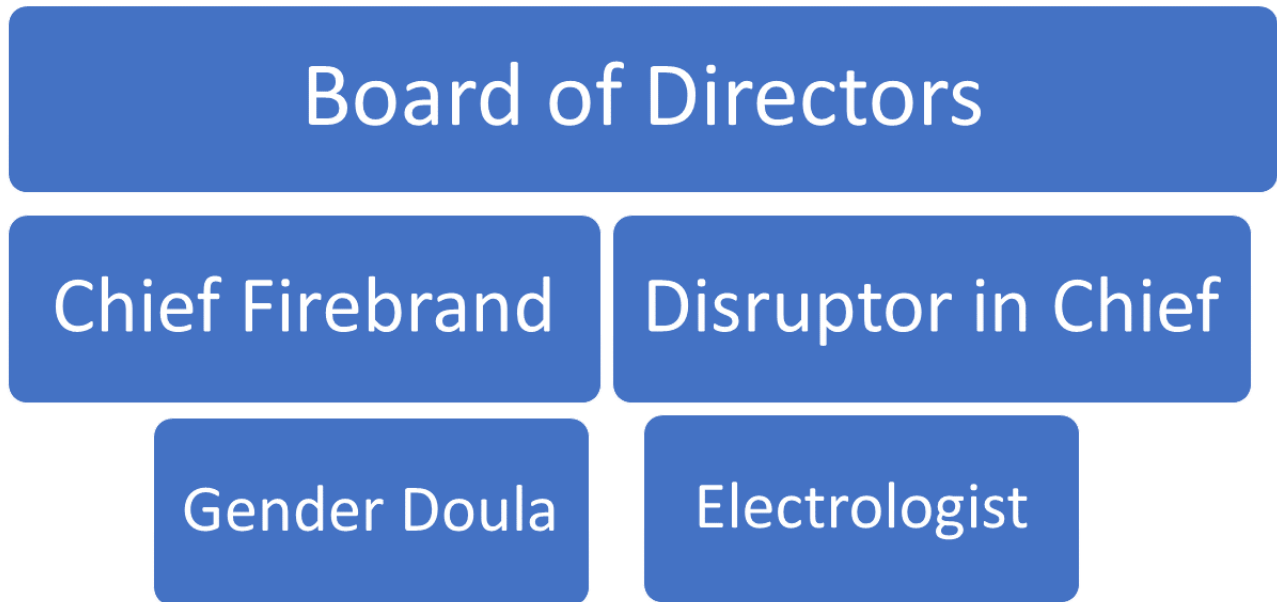 Board of Directors
Chief Firebrand
Disruptor in Chief
Gender Doula
Electrologist